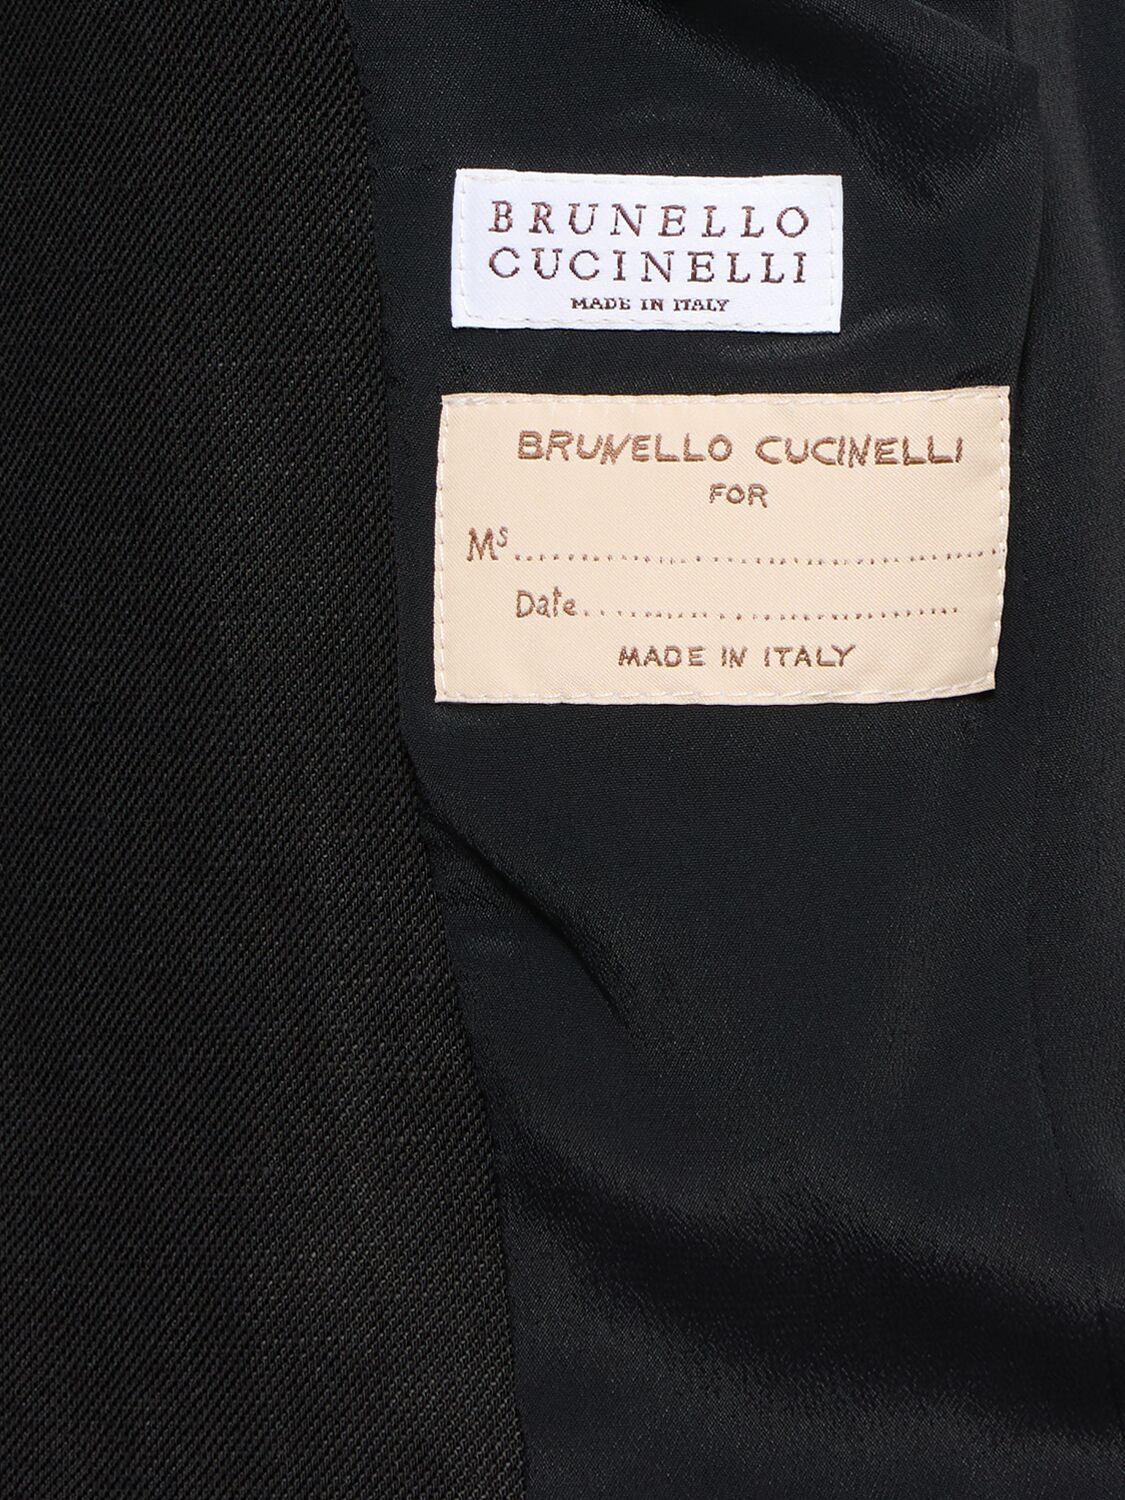 BRUNELLO
CUCINELLI
MADE IN ITALY
BRUNELLO CUCINELLI
FOR
Ms..........................................
Date..............................
MADE IN ITALY